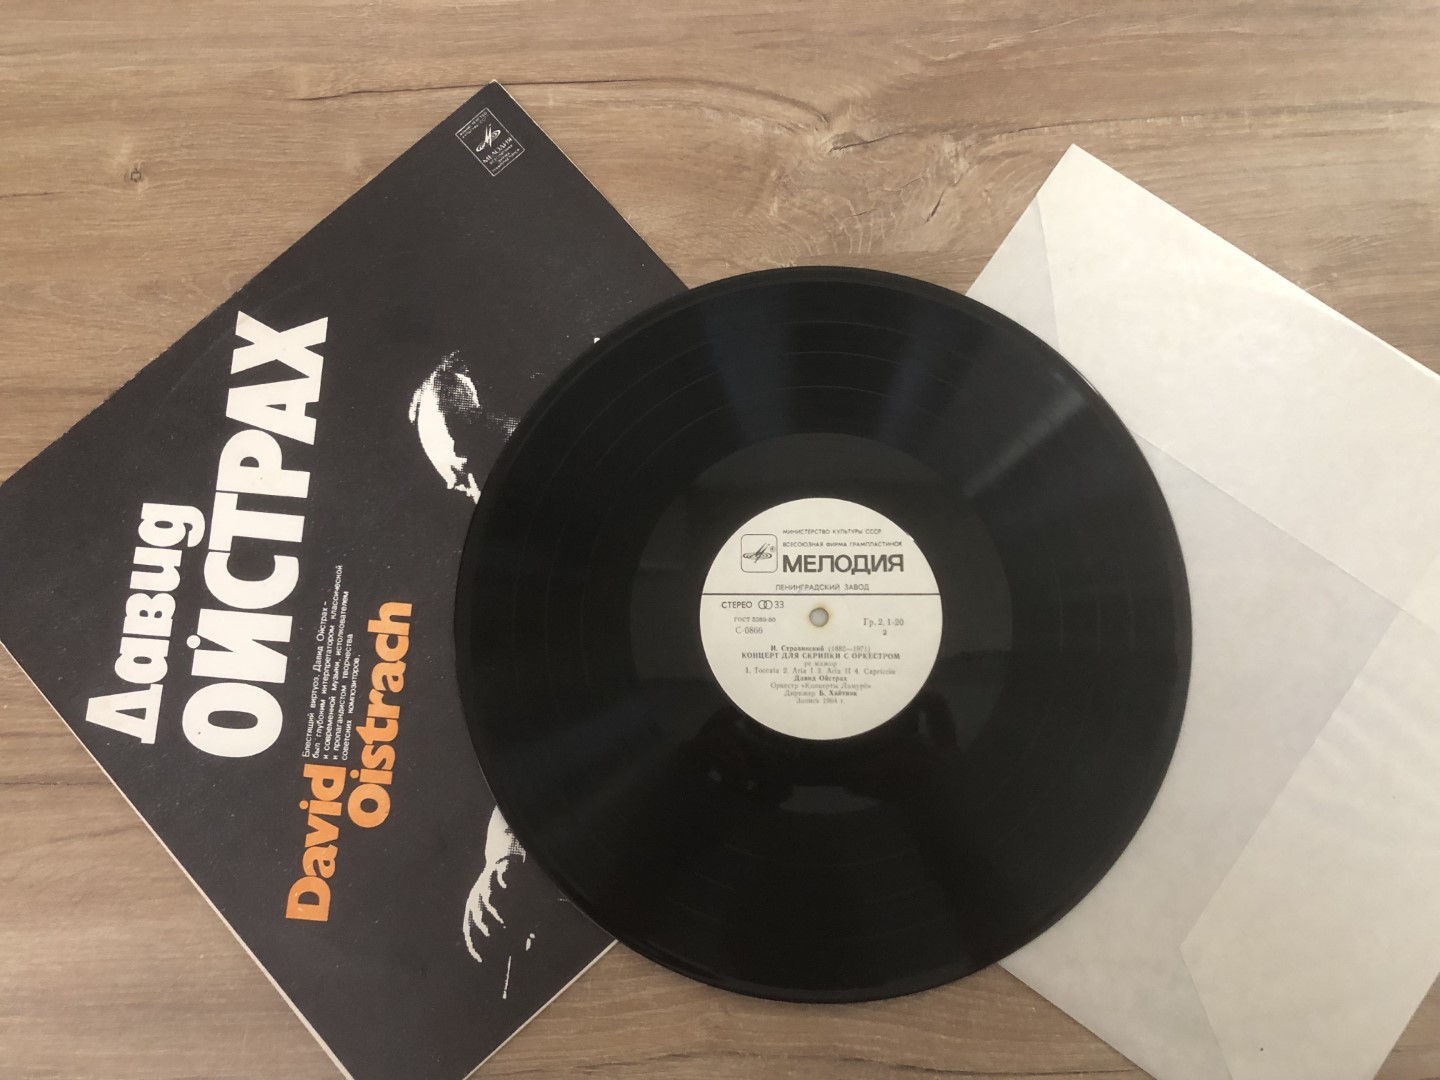 МЕЛОДИЯ
Давид
ОЙСТРАХ
Блестящий виртуоз, Давид Ойстрах –
был глубоким интерпретатором классической
и современной музыки, истолкователем
и пропагандистом творчества
советских композиторов.
David
Oistrach
МИНИСТЕРСТВО КУЛЬТУРЫ СССР
ВСЕСОЮЗНАЯ ФИРМА ГРАМПЛАСТИНОК
МЕЛОДИЯ
ЛЕНИНГРАДСКИЙ ЗАВОД
СТЕРЕО 33
ГОСТ 5289-80
С-0866
Гр. 2. 1-20
2
И. Стравинский (1882—1971)
КОНЦЕРТ ДЛЯ СКРИПКИ С ОРКЕСТРОМ
ре мажор
1. Toccata 2. Aria I 3. Aria II 4. Capriccio
Давид Ойстрах
Оркестр «Концерты Ламурё»
Дирижер Б. Хайтинк
Запись 1964 г.